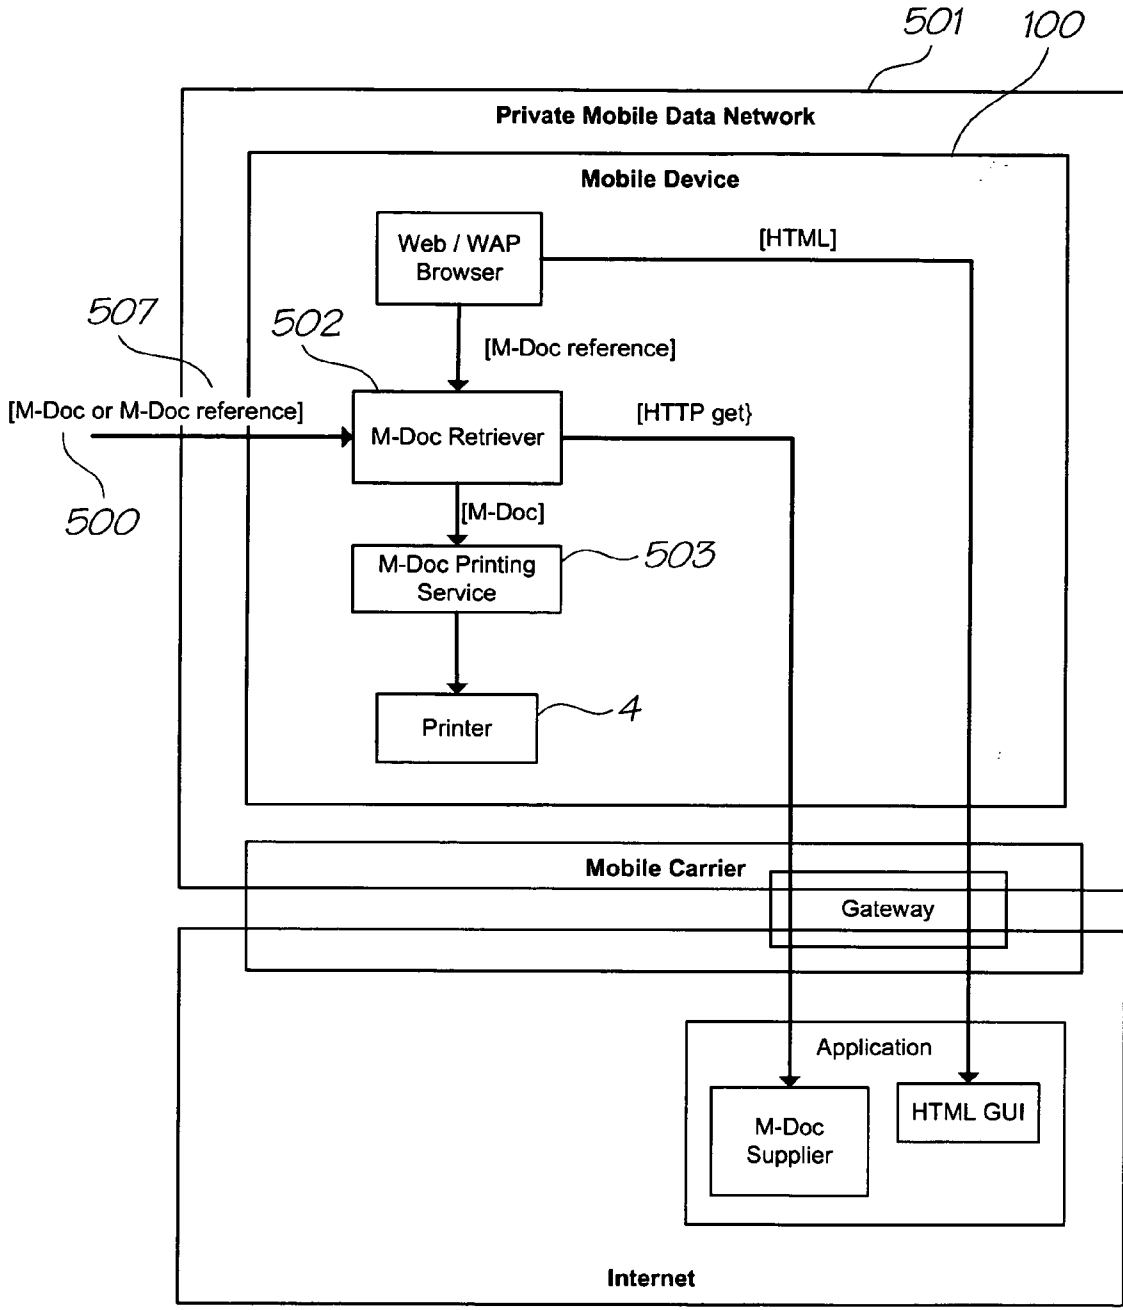 501
100
Private Mobile Data Network
Mobile Device
Web / WAP
Browser
[HTML]
507
502
[M-Doc reference]
[M-Doc or M-Doc reference]
M-Doc Retriever
[HTTP get}
500
[M-Doc]
M-Doc Printing
Service
503
Printer
4
Mobile Carrier
Gateway
Application
M-Doc
Supplier
HTML GUI
Internet